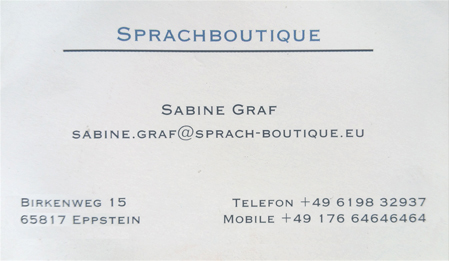 SPRACHBOUTIQUE
SABINE GRAF
SABINE.GRAF@SPRACH-BOUTIQUE.EU
BIRKENWEG 15
65817 EPPSTEIN
TELEFON +49 6198 32937
MOBILE +49 176 64646464